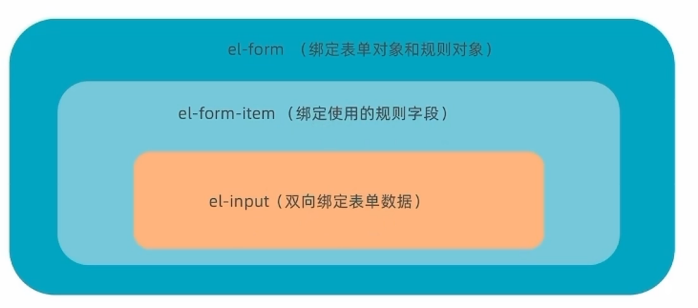 el-form （绑定表单对象和规则对象）
el-form-item（绑定使用的规则字段）
el-input（双向绑定表单数据）